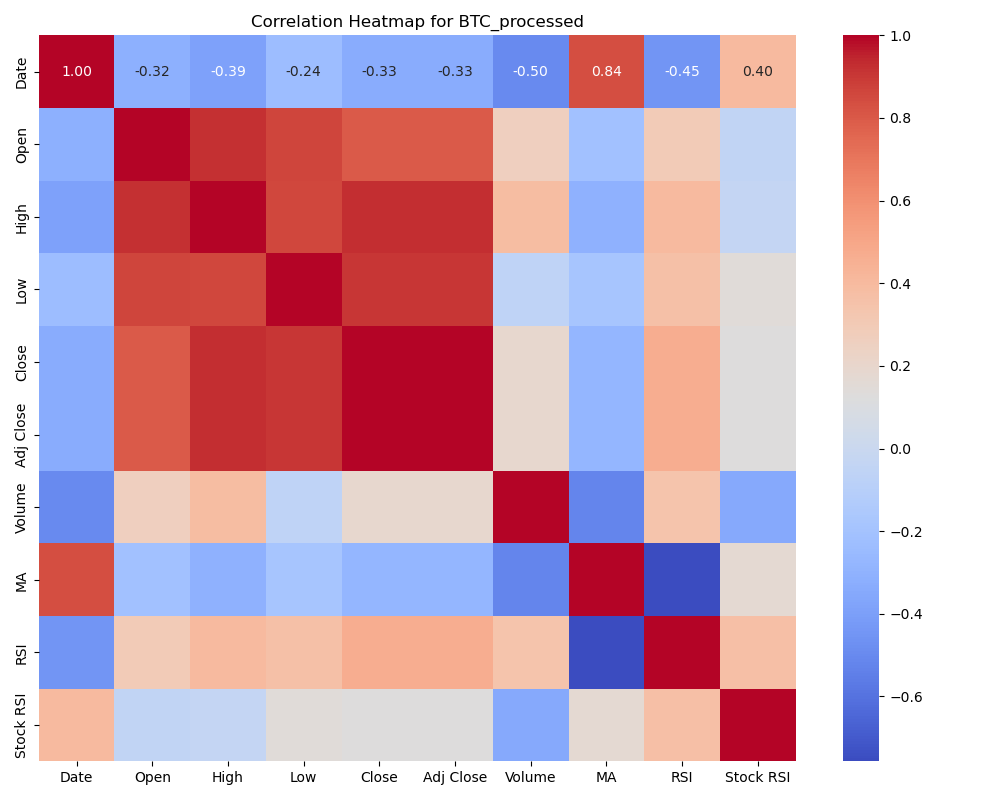 Correlation Heatmap for BTC_processed
Date
1.00 -0.32 -0.39 -0.24 -0.33 -0.33 -0.50 0.84 -0.45 0.40
Open
High
Low
Close
Adj Close
Volume
MA
RSI
Stock RSI
Date Open High Low Close Adj Close Volume MA RSI Stock RSI
1.0
0.8
0.6
0.4
0.2
0.0
−0.2
−0.4
−0.6